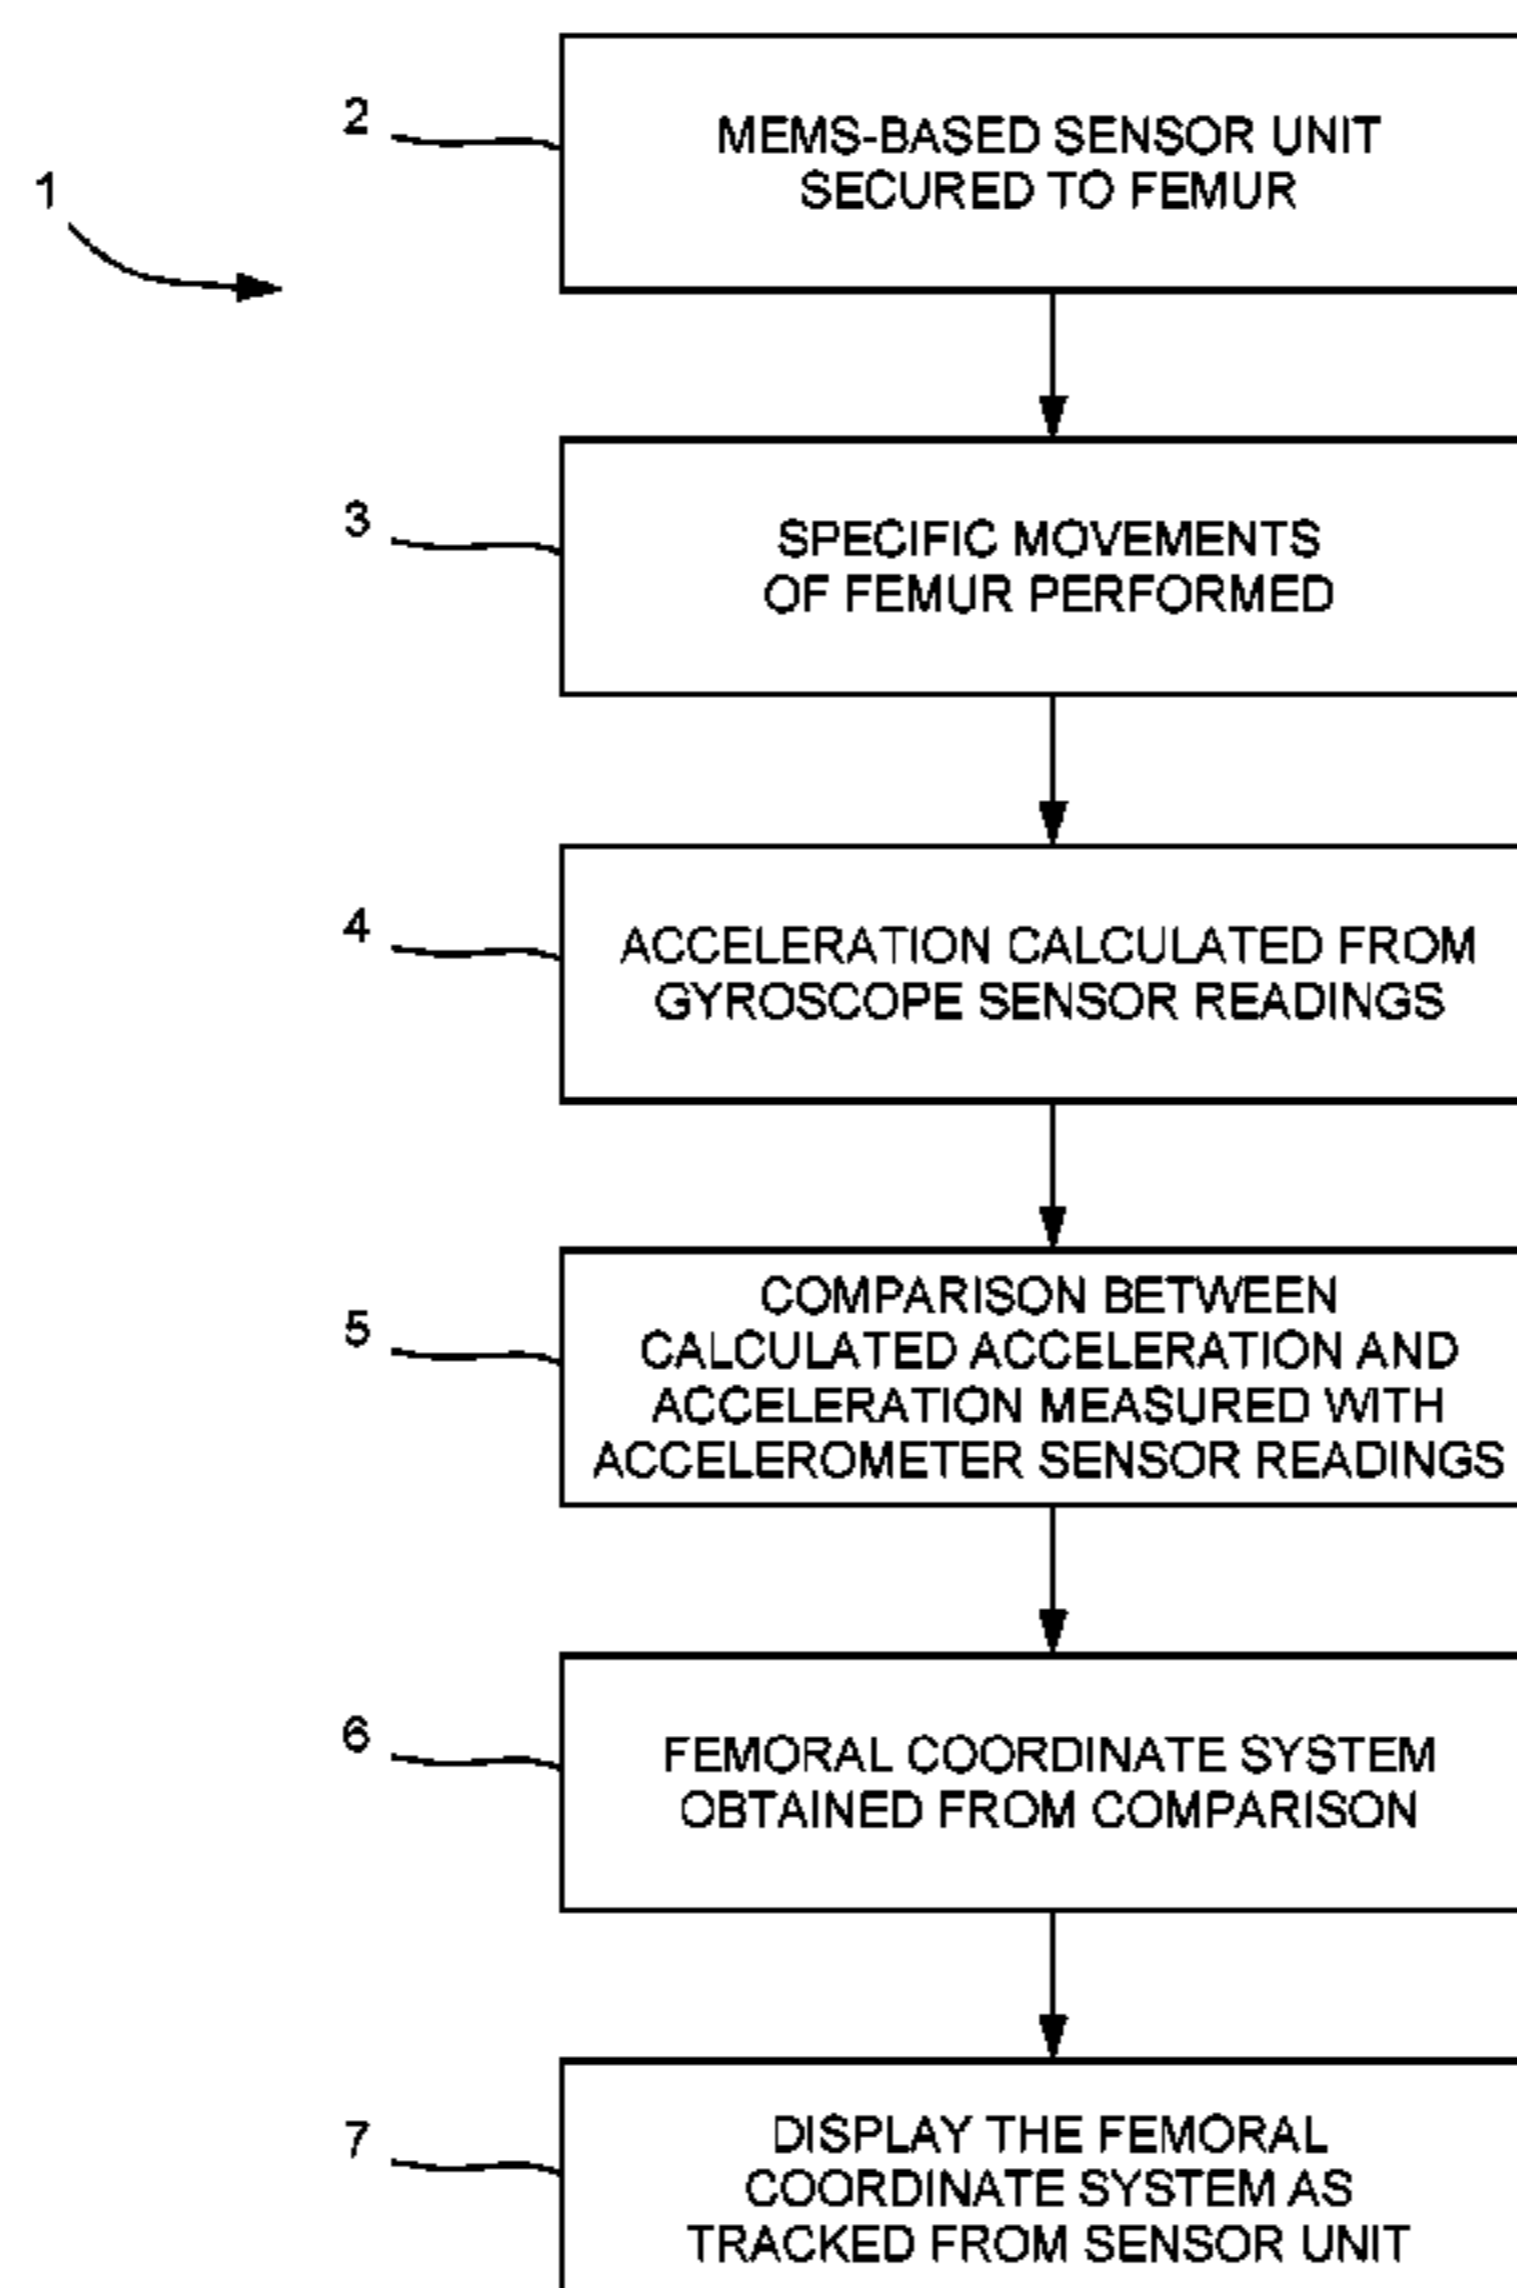 1
2
MEMS-BASED SENSOR UNIT
SECURED TO FEMUR
3
SPECIFIC MOVEMENTS
OF FEMUR PERFORMED
4
ACCELERATION CALCULATED FROM
GYROSCOPE SENSOR READINGS
5
COMPARISON BETWEEN
CALCULATED ACCELERATION AND
ACCELERATION MEASURED WITH
ACCELEROMETER SENSOR READINGS
6
FEMORAL COORDINATE SYSTEM
OBTAINED FROM COMPARISON
7
DISPLAY THE FEMORAL
COORDINATE SYSTEM AS
TRACKED FROM SENSOR UNIT